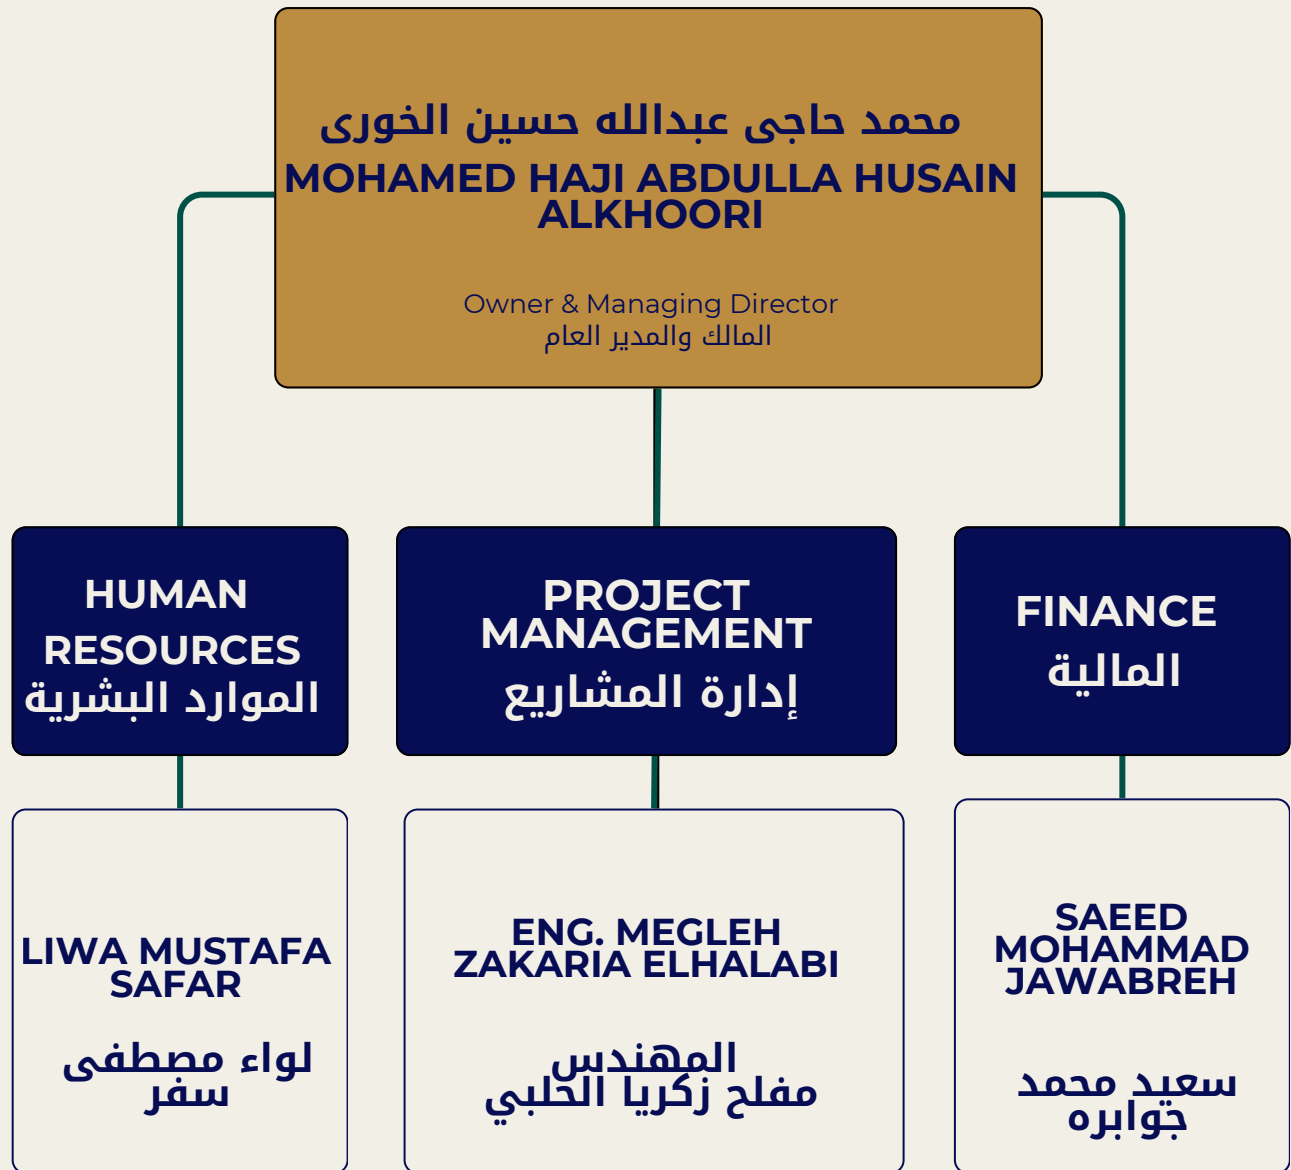 محمد حاجى عبدالله حسين الخورى
MOHAMED HAJI ABDULLA HUSAIN
ALKHOORI
Owner & Managing Director
المالك والمدير العام
HUMAN
RESOURCES
الموارد البشرية
PROJECT
MANAGEMENT
إدارة المشاريع
FINANCE
المالية
LIWA MUSTAFA
SAFAR
لواء مصطفى
سفر
ENG. MEGLEH
ZAKARIA ELHALABI
المهندس
مفلح زكريا الحلبي
SAEED
MOHAMMAD
JAWABREH
سعيد محمد
جوابره